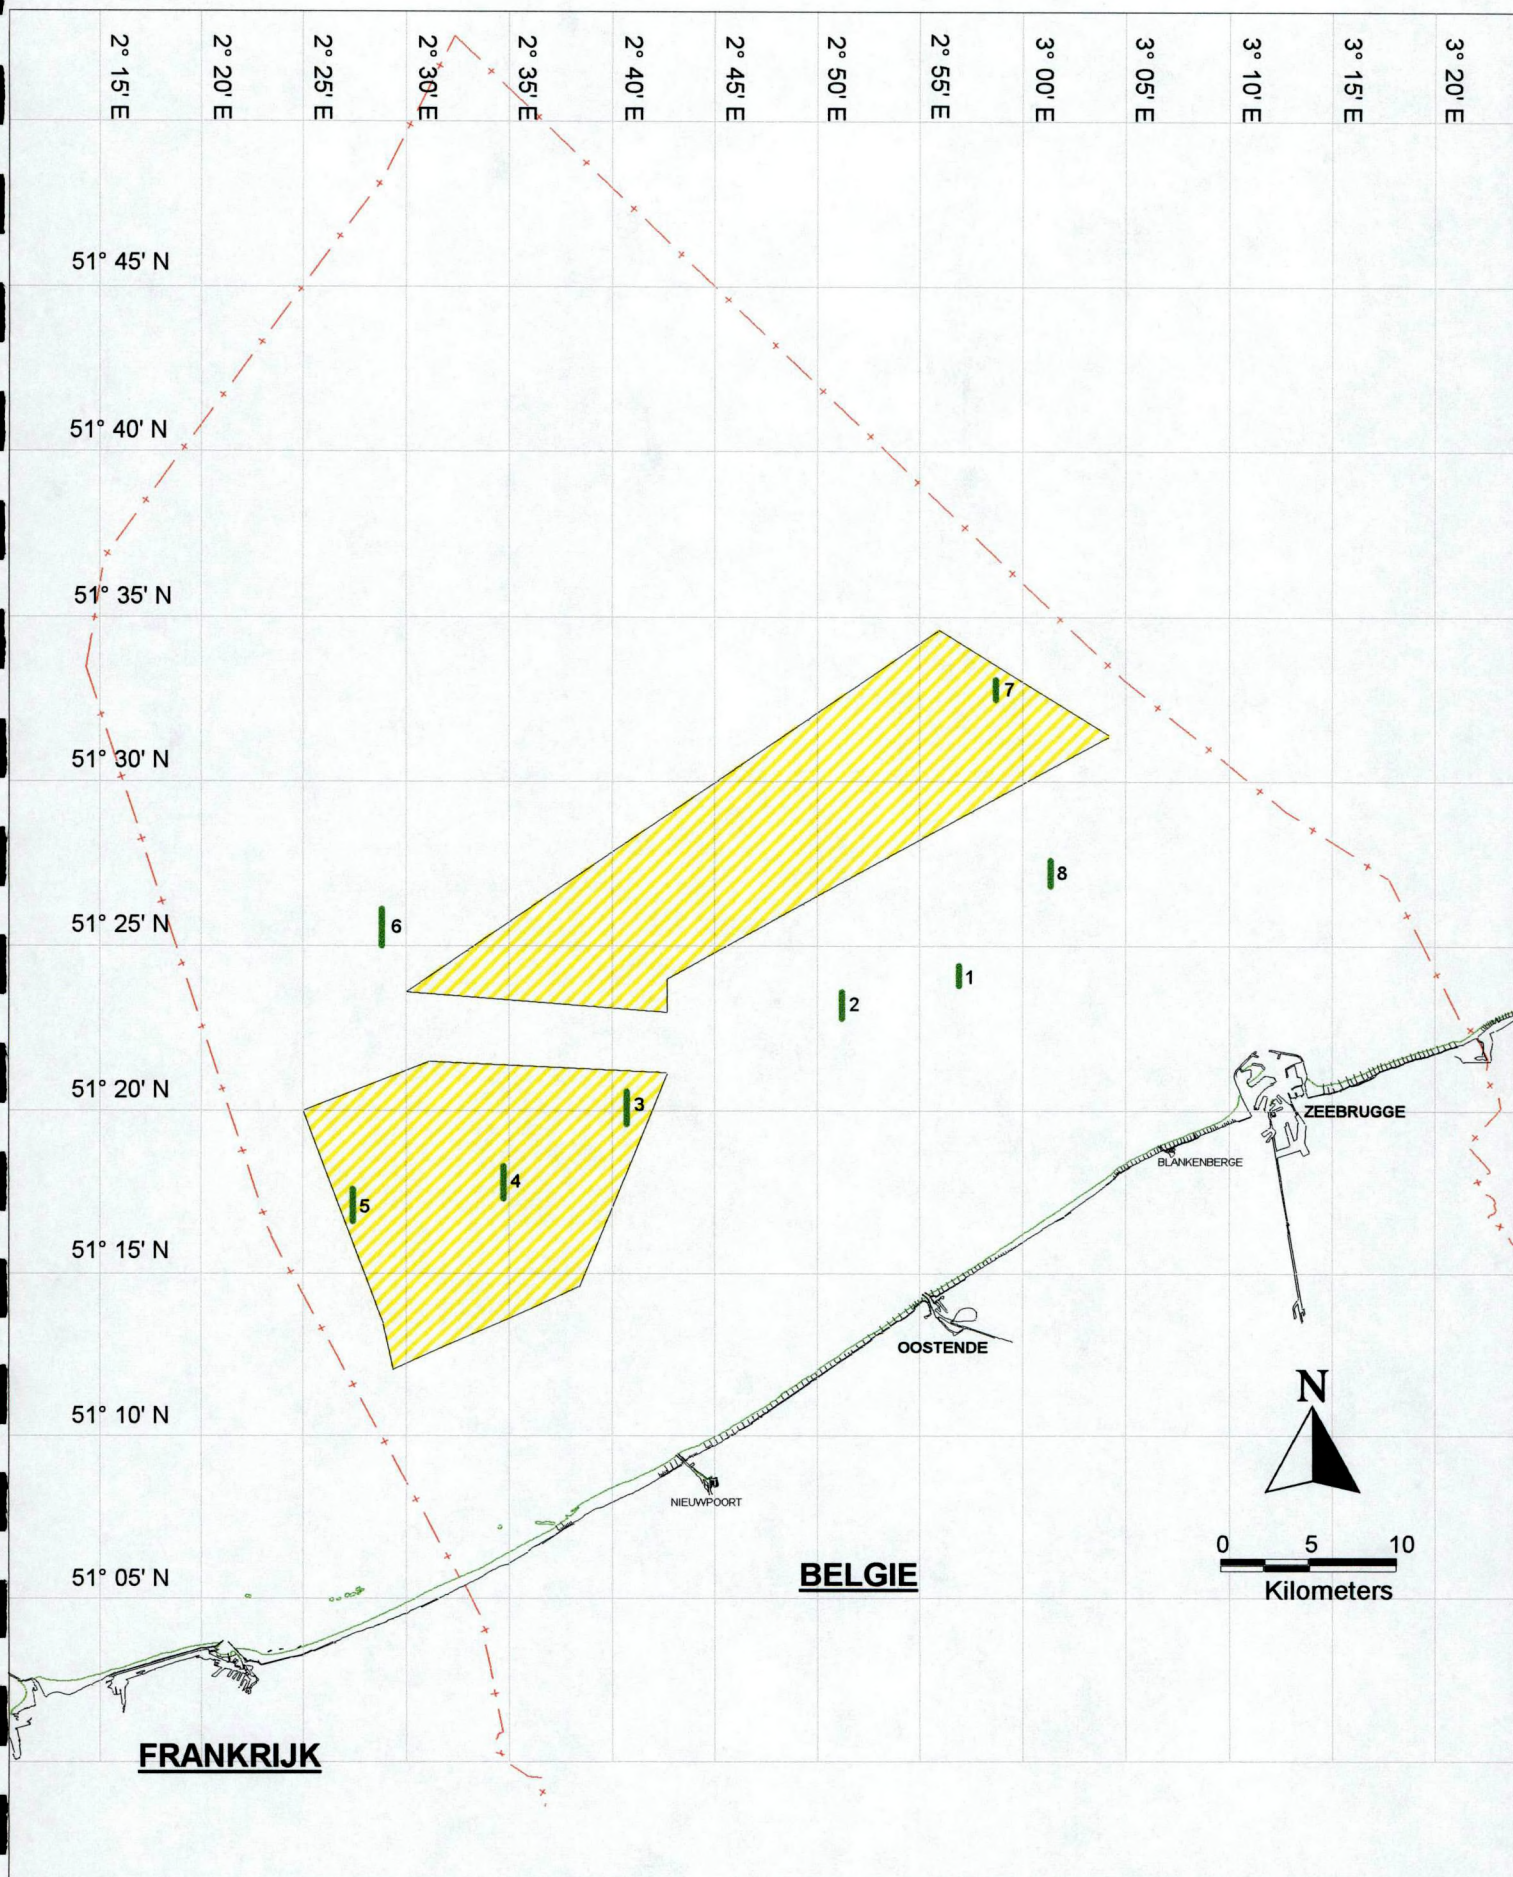 2° 15' E
2° 20' E
2° 25' E
2° 30' E
2° 35' E
2° 40' E
2° 45' E
2° 50' E
2° 55' E
3° 00' E
3° 05' E
3° 10' E
3° 15' E
3° 20' E
51° 45' N
51° 40' N
51° 35' N
7
51° 30' N
8
51° 25' N
6
1
2
51° 20' N
3
ZEEBRUGGE
BLANKENBERGE
4
5
51° 15' N
OOSTENDE
N
51° 10' N
NIEUWPOORT
0 5 10
Kilometers
51° 05' N
BELGIE
FRANKRIJK